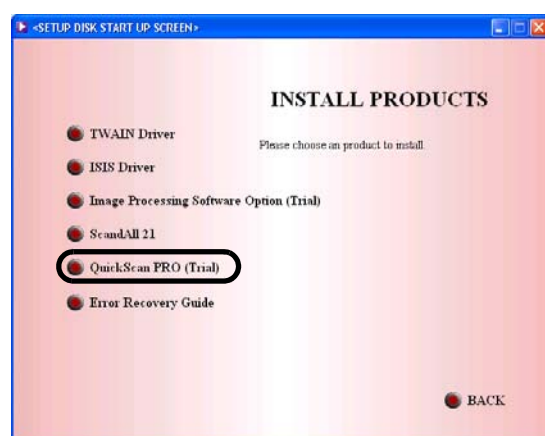 <SETUP DISK START UP SCREEN>
INSTALL PRODUCTS
Please choose an product to install.
TWAIN Driver
ISIS Driver
Image Processing Software Option (Trial)
ScandAll 21
QuickScan PRO (Trial)
Error Recovery Guide
BACK